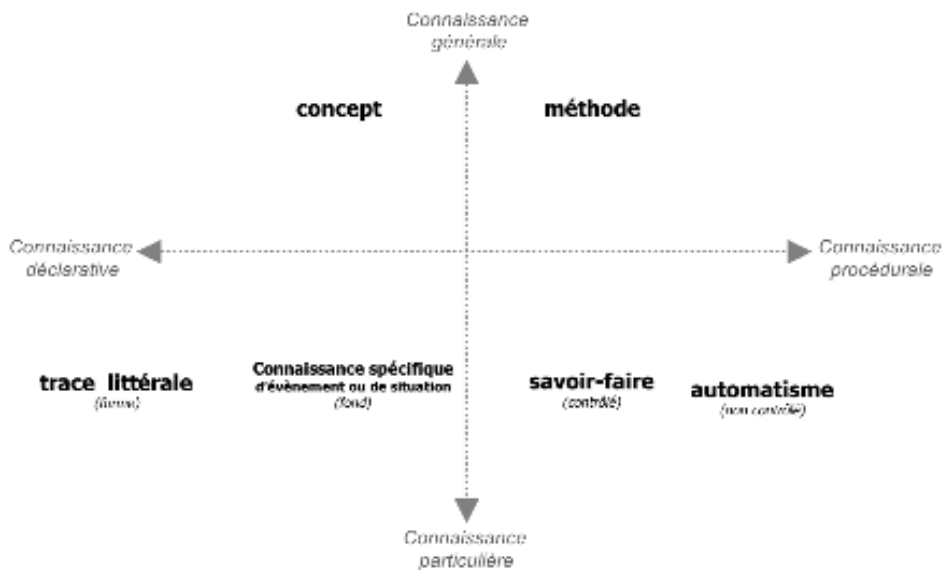 Connaissance
générale
concept
méthode
Connaissance
déclarative
Connaissance
procédurale
trace littérale
(forme)
Connaissance spécifique
d'évènement ou de situation
(fond)
savoir-faire
(contrôlé)
automatisme
(non contrôlé)
Connaissance
particulière